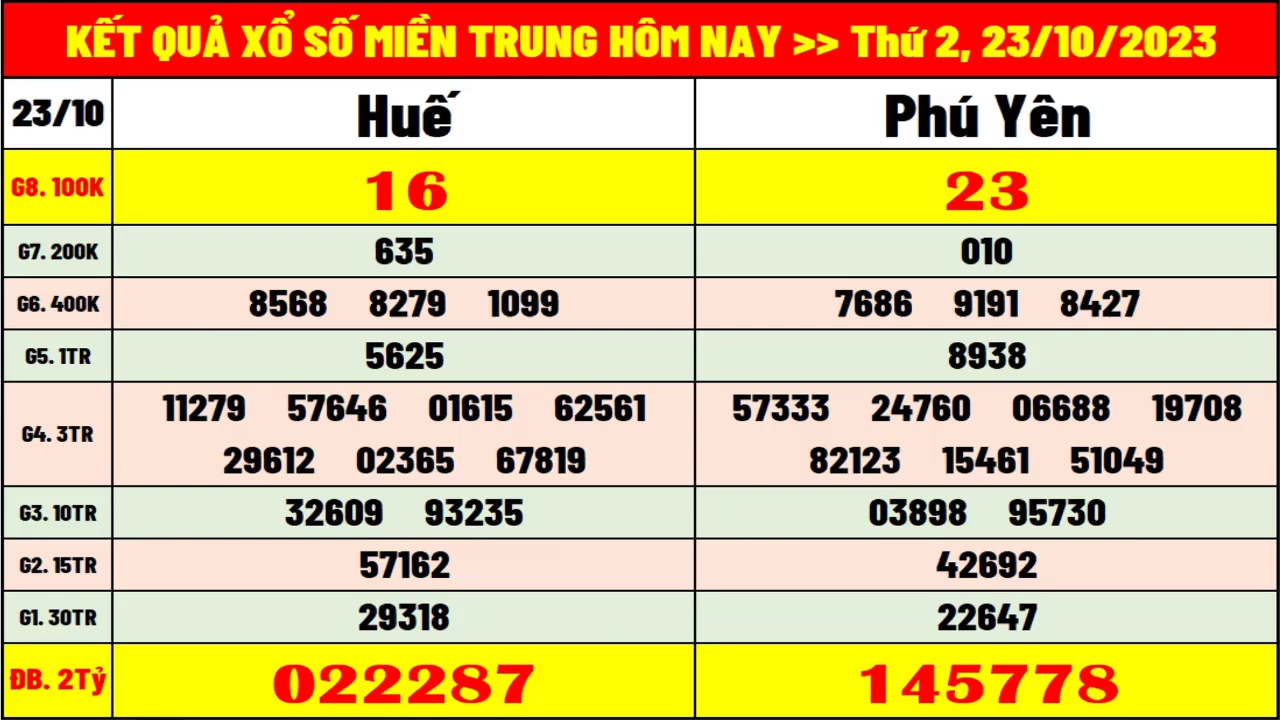 KẾT QUẢ XỔ SỐ MIỀN TRUNG HÔM NAY >> Thứ 2, 23/10/2023
23/10 Huế Phú Yên
G8. 100K 16 23
G7. 200K 635 010
G6. 400K 8568 8279 1099 7686 9191 8427
G5. 1TR 5625 8938
11279 57646 01615 62561 57333 24760 06688 19708
G4. 3TR
29612 02365 67819 82123 15461 51049
G3. 10TR 32609 93235 03898 95730
G2. 15TR 57162 42692
G1. 30TR 29318 22647
ĐB. 2Tỷ 022287 145778